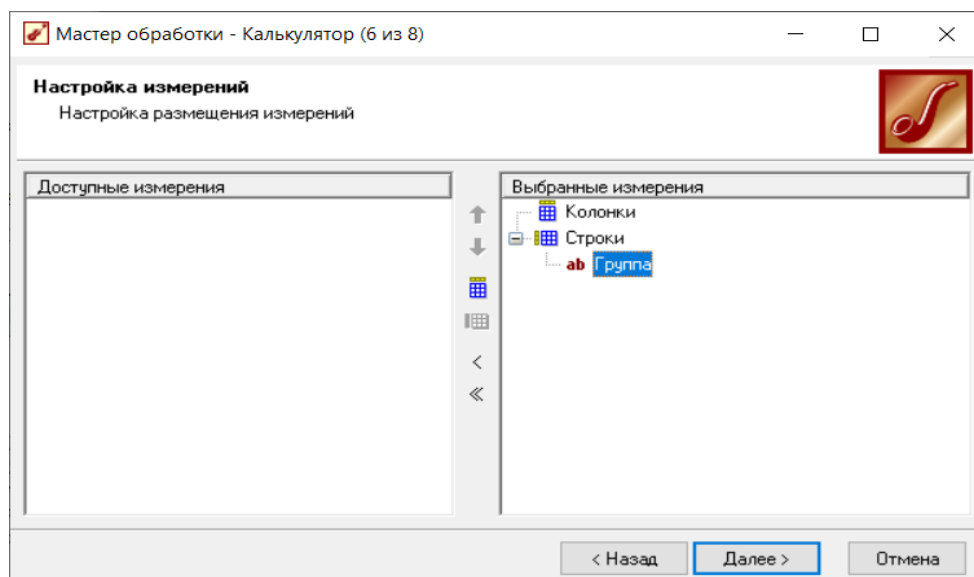 Мастер обработки - Калькулятор (6 из 8)
Настройка измерений
Настройка размещения измерений
Доступные измерения
Выбранные измерения
Колонки
Строки
ab Группа
< Назад
Далее >
Отмена